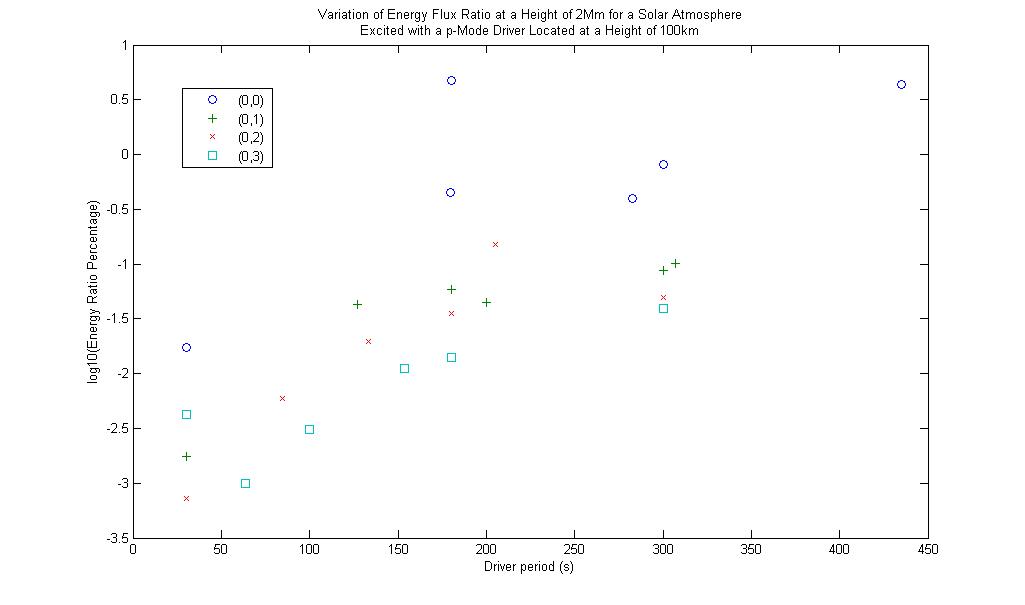 Variation of Energy Flux Ratio at a Height of 2Mm for a Solar Atmosphere
Excited with a p-Mode Driver Located at a Height of 100km
1
0.5
0
-0.5
-1
-1.5
-2
-2.5
-3
-3.5
log10(Energy Ratio Percentage)
(0,0)
(0,1)
(0,2)
(0,3)
0 50 100 150 200 250 300 350 400 450
Driver period (s)